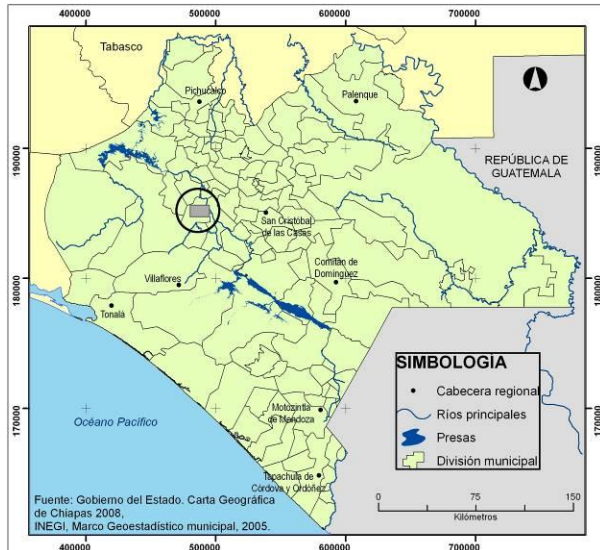 400000 500000 600000 700000
Tabasco
Pichucalco
Palenque
190000
190000
REPÚBLICA DE
GUATEMALA
San Cristóbal
de las Casas
Comitán de
Domínguez
180000
180000
Villaflores
Tonalá
SIMBOLOGÍA
Cabecera regional
Ríos principales
Presas
División municipal
170000
170000
Motozintla
de Mendoza
Océano Pacífico
Tapachula de
Córdova y Ordóñez
0 75 150
Kilómetros
Fuente: Gobierno del Estado. Carta Geográfica
de Chiapas 2008,
INEGI, Marco Geoestadístico municipal, 2005.
400000 500000 600000 700000